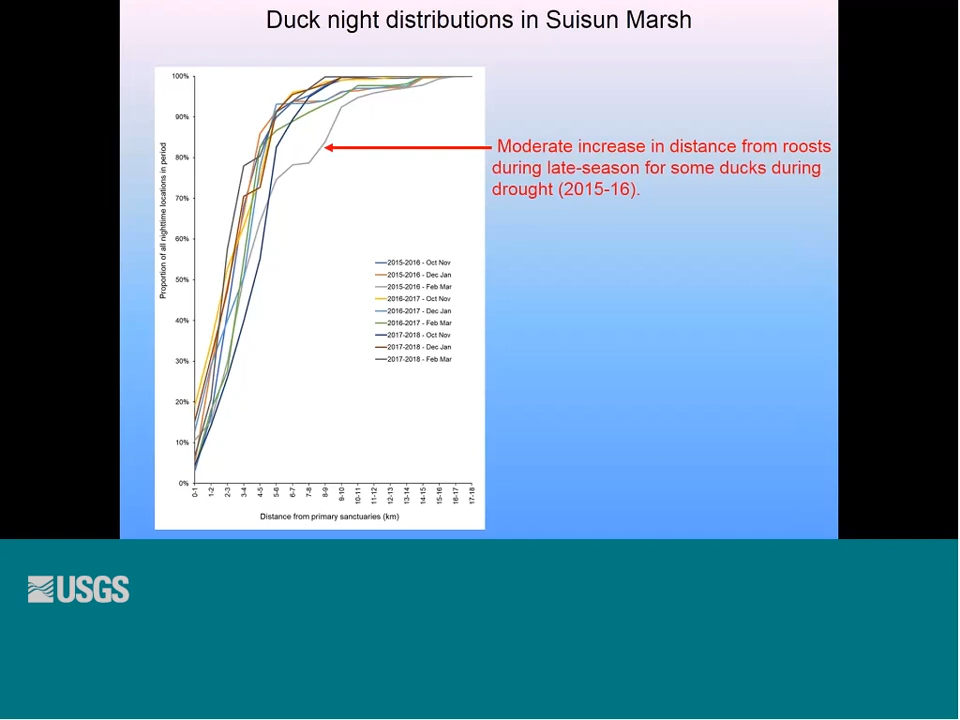 Duck night distributions in Suisun Marsh
100%
90%
80%
70%
60%
50%
40%
30%
20%
10%
0%
Proportion of all nighttime locations in period
0-1
1-2
2-3
3-4
4-5
5-6
6-7
7-8
8-9
9-10
10-11
11-12
12-13
13-14
14-15
15-16
16-17
17-18
Distance from primary sanctuaries (km)
2015-2016 - Oct Nov
2015-2016 - Dec Jan
2015-2016 - Feb Mar
2016-2017 - Oct Nov
2016-2017 - Dec Jan
2016-2017 - Feb Mar
2017-2018 - Oct Nov
2017-2018 - Dec Jan
2017-2018 - Feb Mar
Moderate increase in distance from roosts
during late-season for some ducks during
drought (2015-16).
USGS